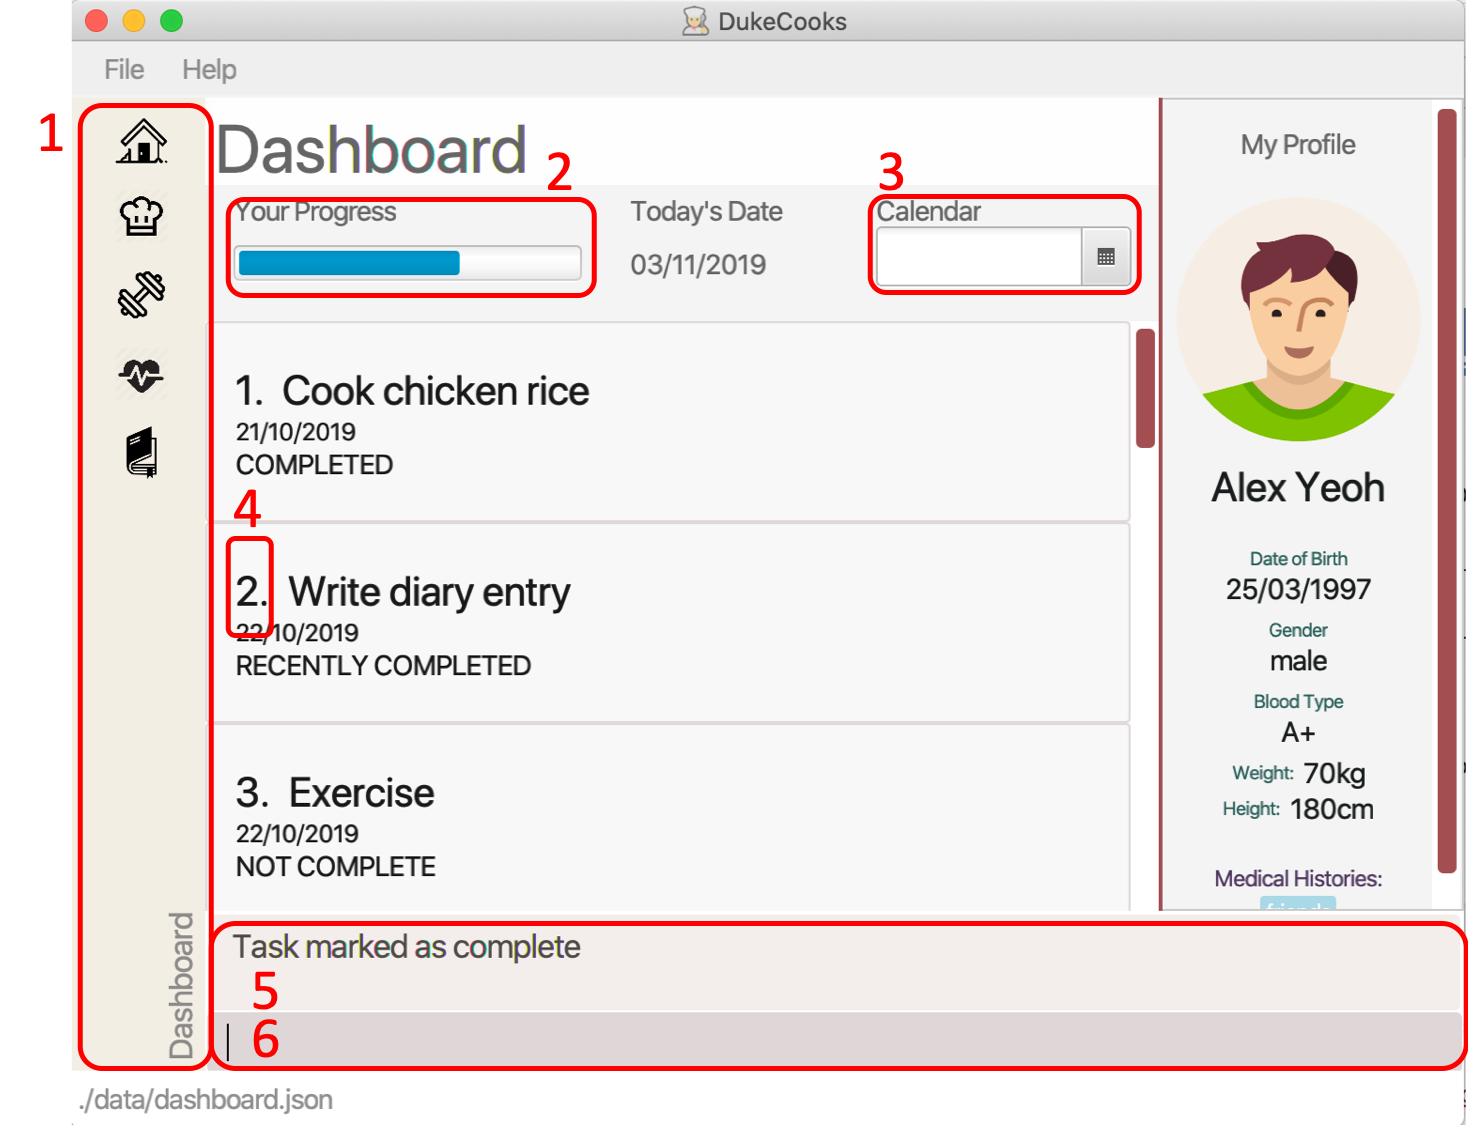 DukeCooks
File Help
1
Dashboard
2
3
Your Progress
Today's Date
Calendar
03/11/2019
1. Cook chicken rice
21/10/2019
COMPLETED
4
2. Write diary entry
22/10/2019
RECENTLY COMPLETED
3. Exercise
22/10/2019
NOT COMPLETE
My Profile
Alex Yeoh
Date of Birth
25/03/1997
Gender
male
Blood Type
A+
Weight: 70kg
Height: 180cm
Medical Histories:
friends
Dashboard
Task marked as complete
5
6
./data/dashboard.json